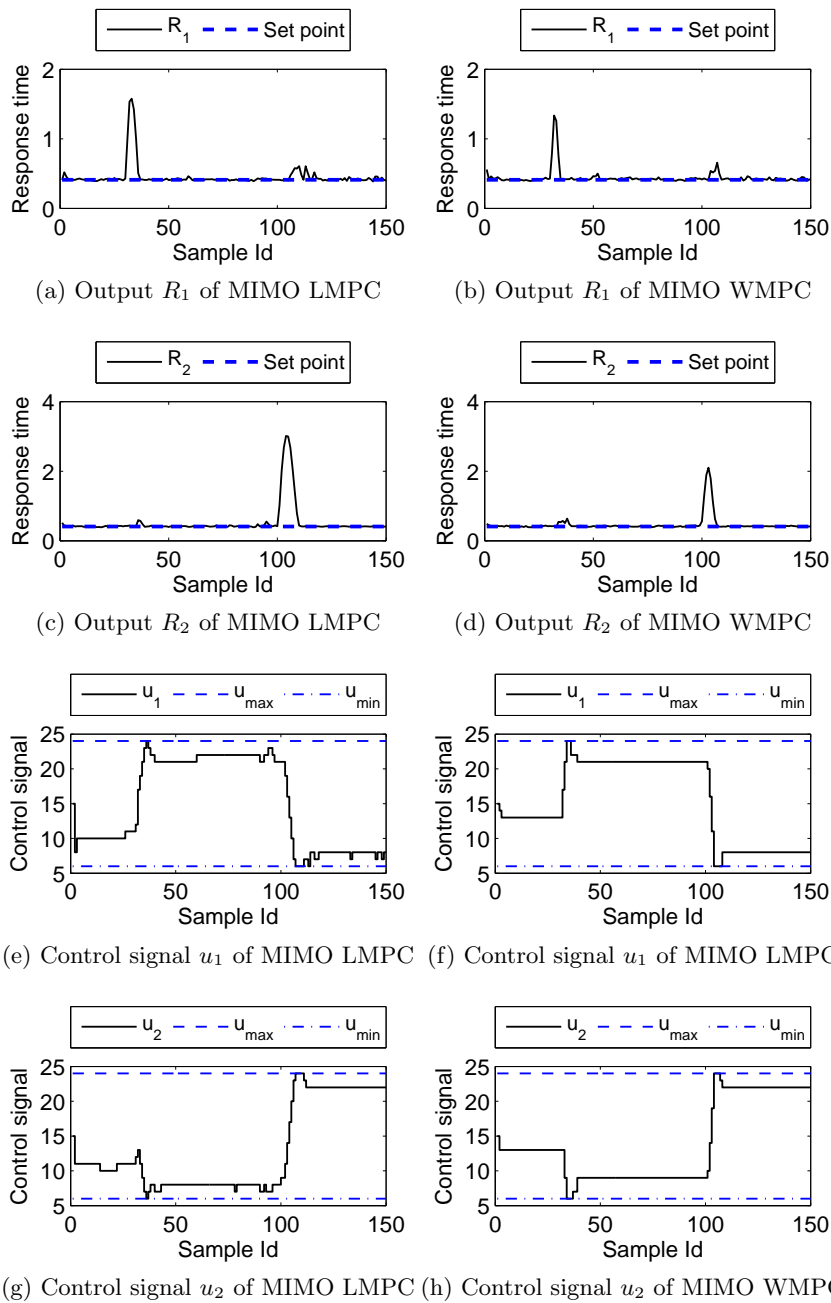 R1 Set point
R1 Set point
2
1
0
Response time
0 50 100 150
Sample Id
2
1
0
Response time
0 50 100 150
Sample Id
(a) Output R1 of MIMO LMPC
(b) Output R1 of MIMO WMPC
R2 Set point
R2 Set point
4
2
0
Response time
0 50 100 150
Sample Id
4
2
0
Response time
0 50 100 150
Sample Id
(c) Output R2 of MIMO LMPC
(d) Output R2 of MIMO WMPC
u1 umax umin
u1 umax umin
25
20
15
10
5
Control signal
0 50 100 150
Sample Id
25
20
15
10
5
Control signal
0 50 100 150
Sample Id
(e) Control signal u1 of MIMO LMPC
(f) Control signal u1 of MIMO LMPC
u2 umax umin
u2 umax umin
25
20
15
10
5
Control signal
0 50 100 150
Sample Id
25
20
15
10
5
Control signal
0 50 100 150
Sample Id
(g) Control signal u2 of MIMO LMPC
(h) Control signal u2 of MIMO WMPC